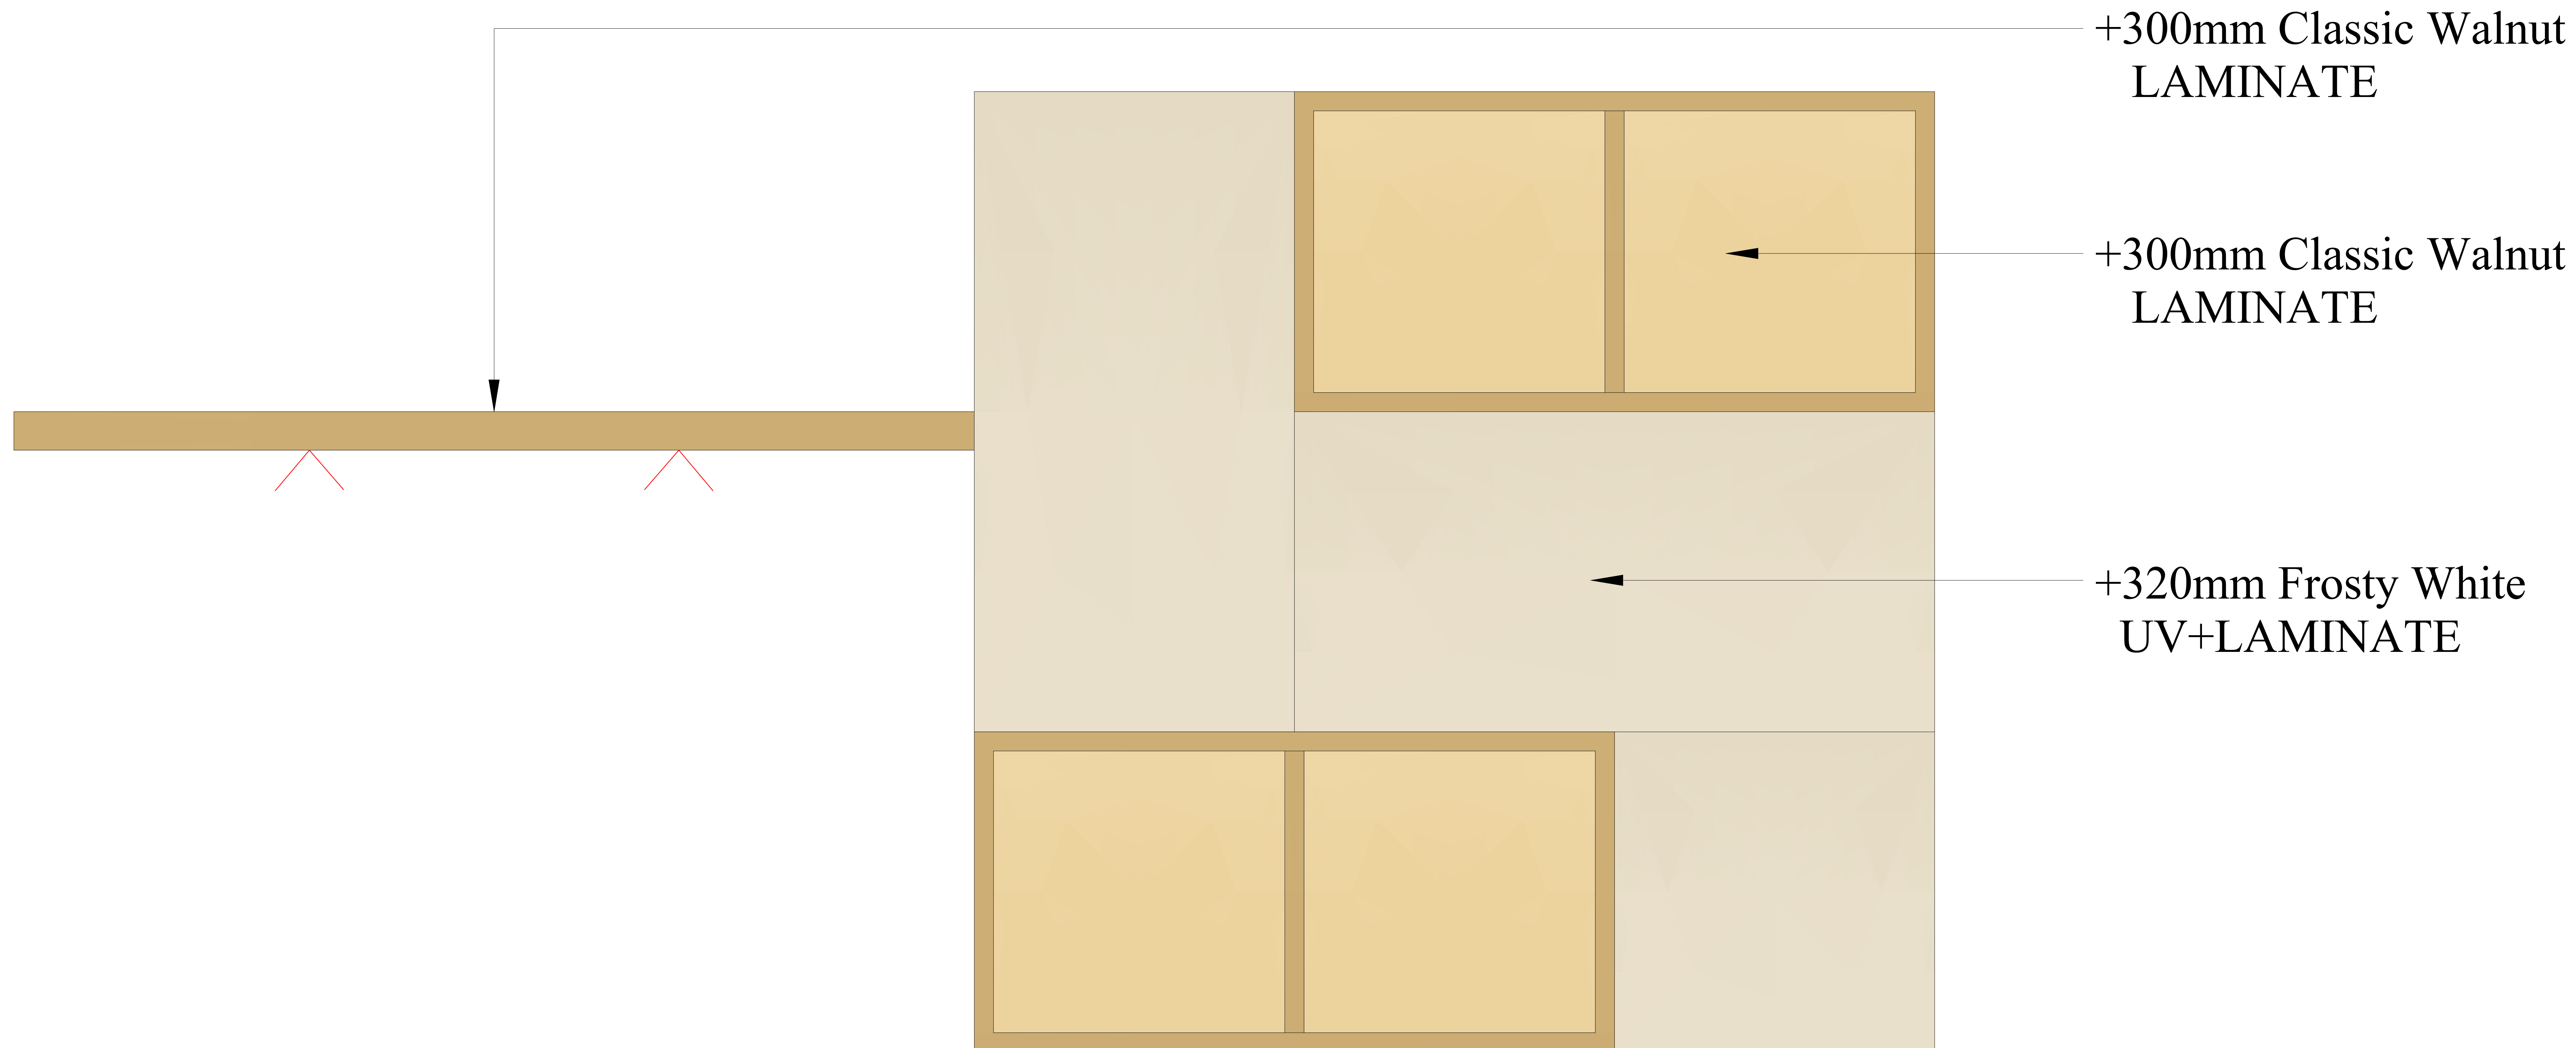 +300mm Classic Walnut
LAMINATE
+300mm Classic Walnut
LAMINATE
+320mm Frosty White
UV+LAMINATE